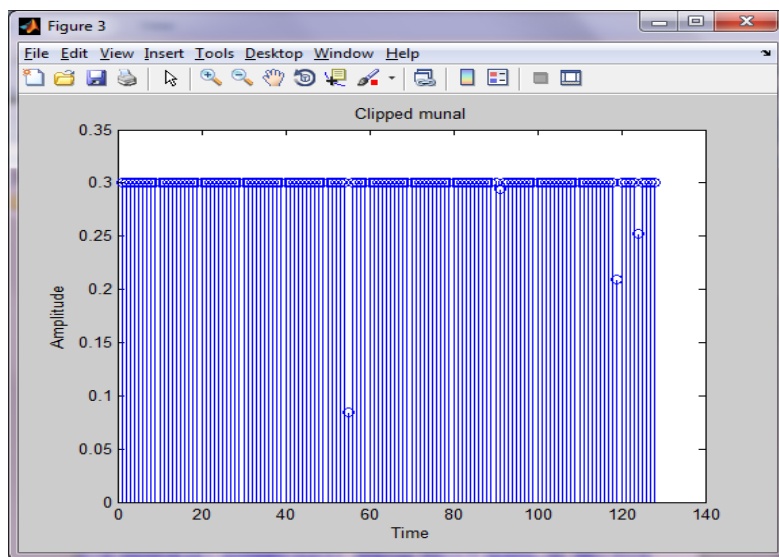 Figure 3
File Edit View Insert Tools Desktop Window Help
Clipped munal
0.35
0.3
0.25
0.2
0.15
0.1
0.05
0
Amplitude
0 20 40 60 80 100 120 140
Time